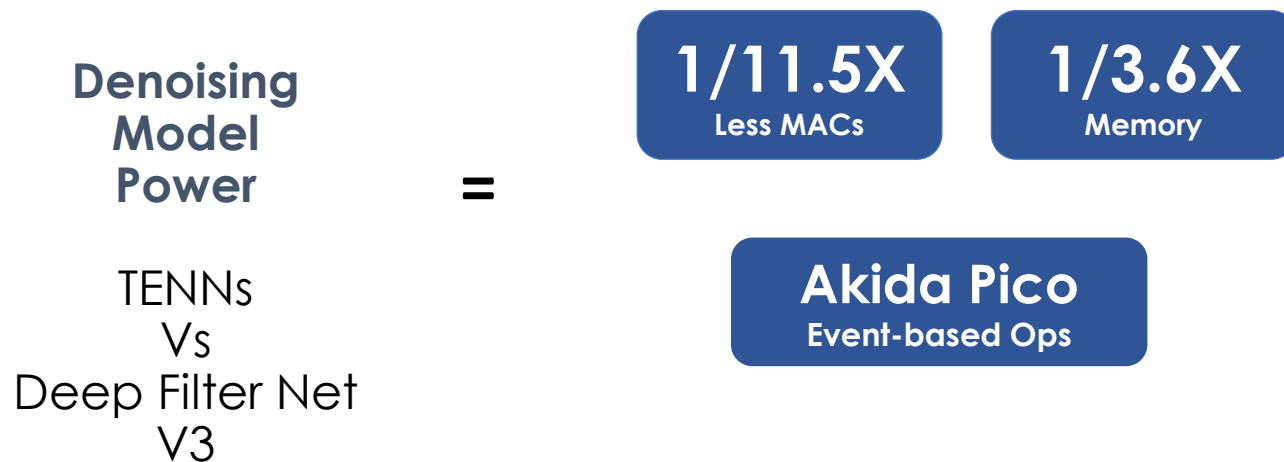 Denoising
Model
Power
=
1/11.5X
Less MACs
1/3.6X
Memory
TENNs
Vs
Deep Filter Net
V3
Akida Pico
Event-based Ops